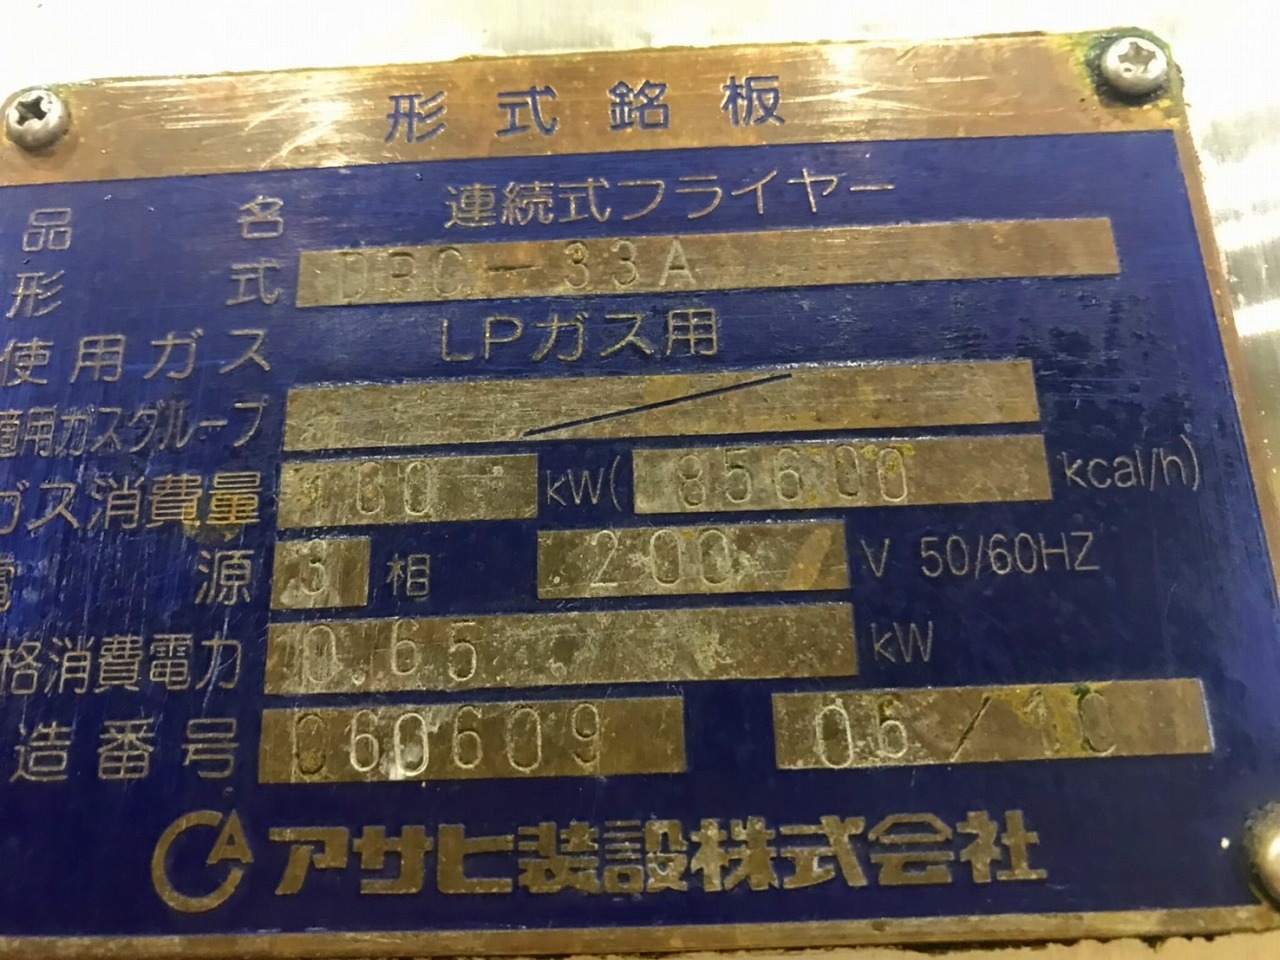 形式銘板
品名 連続式フライヤー
形式 DBC-33A
使用ガス LPガス用
適用ガスグループ
ガス消費量 100 kW( 85600 kcal/h)
電源 3 相 200 V 50/60HZ
格消費電力 0.65 kW
造番号 060609 06/10
アサヒ装設株式会社